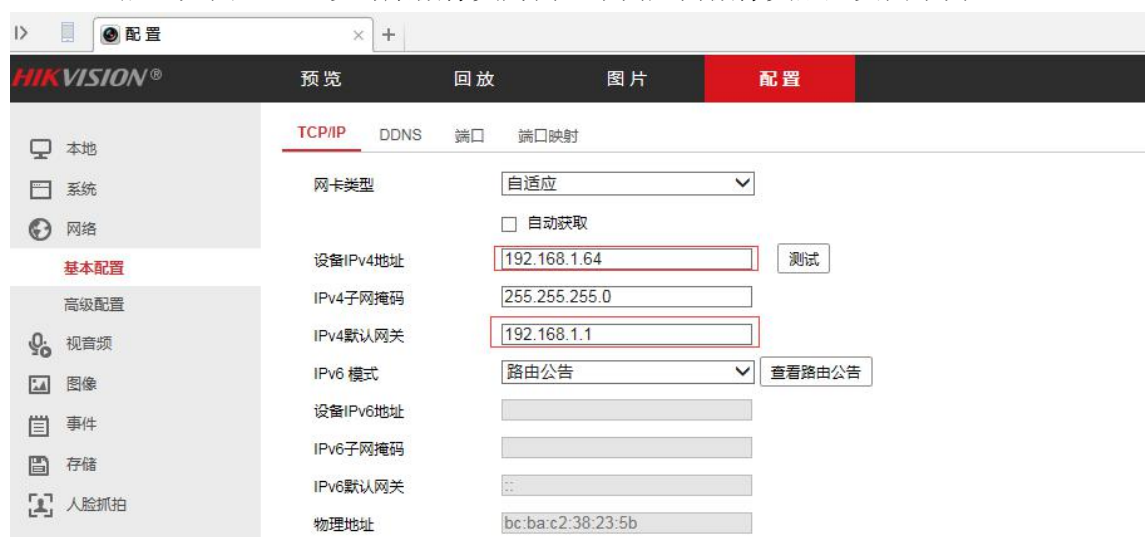 配置 × +
HIKVISION® 预览 回放 图片 配置
TCP/IP DDNS 端口 端口映射
本地
系统
网络
基本配置
高级配置
视音频
图像
事件
存储
人脸抓拍
网卡类型 自适应
自动获取
设备IPv4地址 192.168.1.64 测试
IPv4子网掩码 255.255.255.0
IPv4默认网关 192.168.1.1
IPv6 模式 路由公告 查看路由公告
设备IPv6地址
IPv6子网掩码
IPv6默认网关 ::
物理地址 bc:ba:c2:38:23:5b